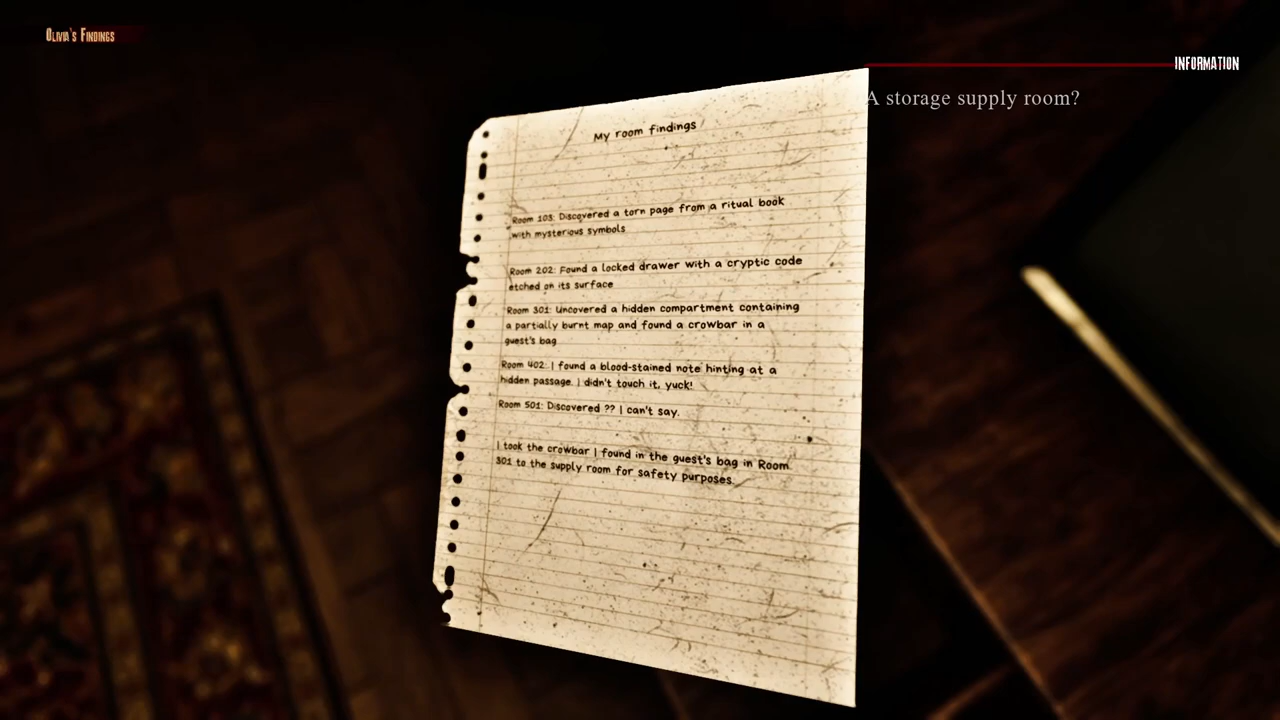 Olivia's Findings
INFORMATION
A storage supply room?
My room findings
Room 103: Discovered a torn page from a ritual book
with mysterious symbols
Room 202: Found a locked drawer with a cryptic code
etched on its surface
Room 301: Uncovered a hidden compartment containing
a partially burnt map and found a crowbar in a
guest's bag
Room 402: I found a blood-stained note hinting at a
hidden passage. I didn't touch it, yuck!
Room 501: Discovered ?? I can't say.
I took the crowbar I found in the guest's bag in Room
301 to the supply room for safety purposes.